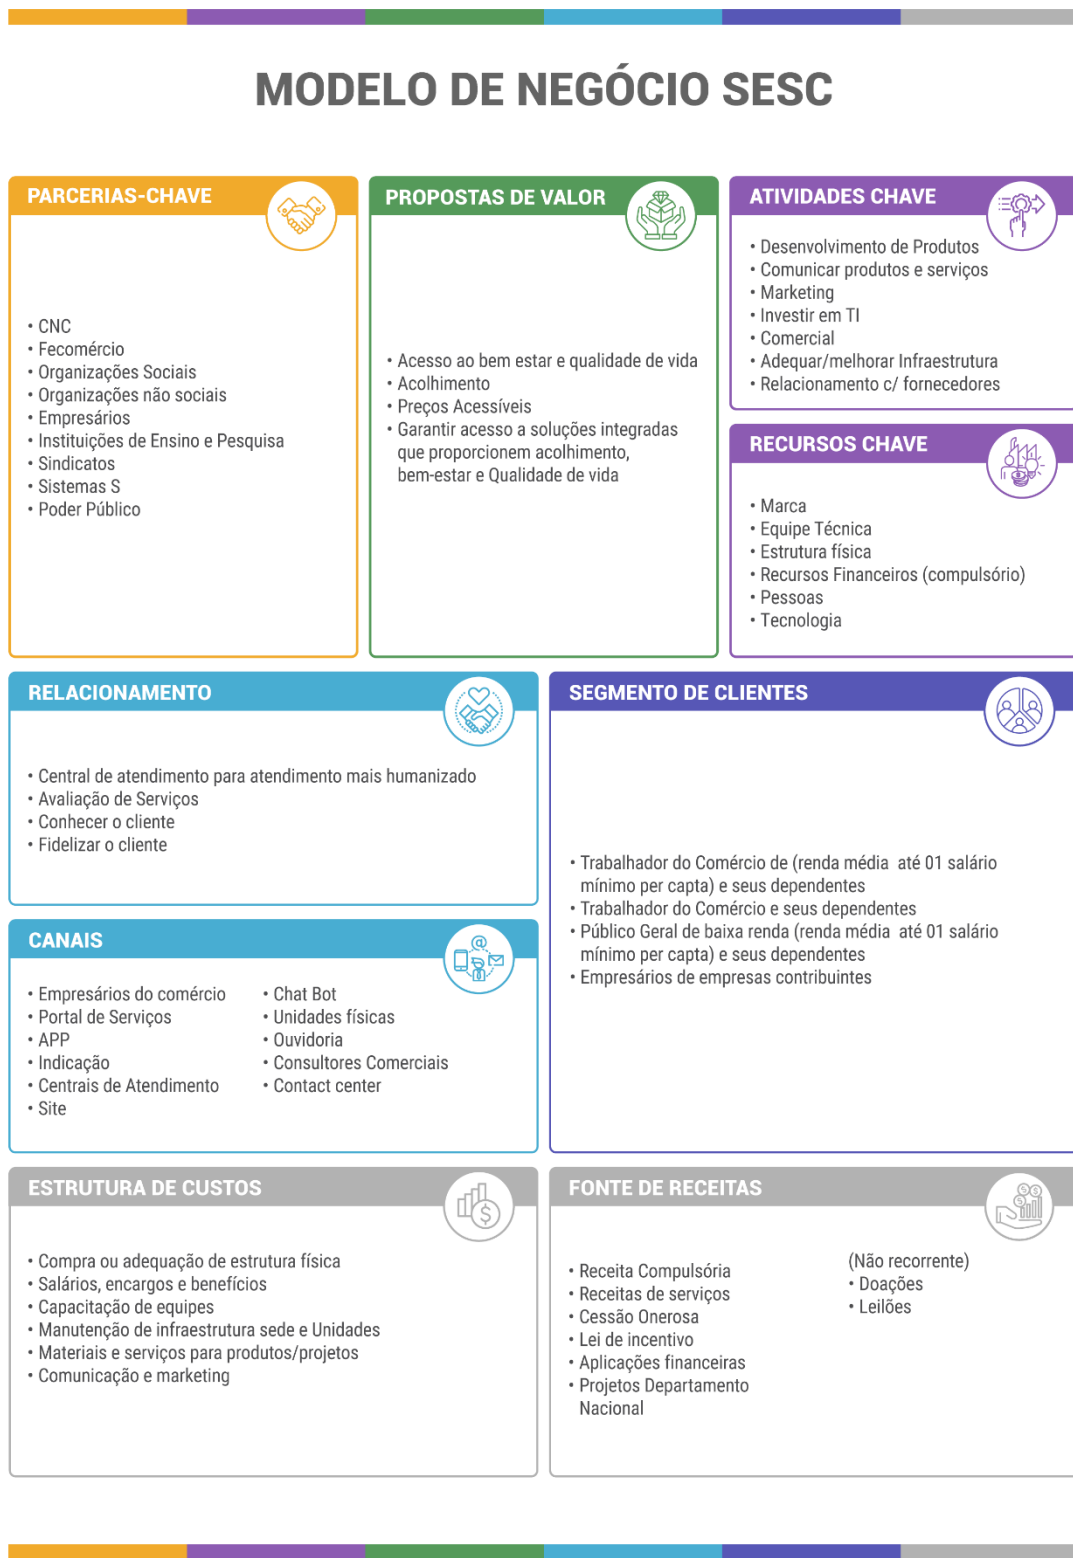 MODELO DE NEGÓCIO SESC
PARCERIAS-CHAVE
• CNC
• Fecomércio
• Organizações Sociais
• Organizações não sociais
• Empresários
• Instituições de Ensino e Pesquisa
• Sindicatos
• Sistemas S
• Poder Público
PROPOSTAS DE VALOR
• Acesso ao bem estar e qualidade de vida
• Acolhimento
• Preços Acessíveis
• Garantir acesso a soluções integradas
que proporcionem acolhimento,
bem-estar e Qualidade de vida
ATIVIDADES CHAVE
• Desenvolvimento de Produtos
• Comunicar produtos e serviços
• Marketing
• Investir em TI
• Comercial
• Adequar/melhorar Infraestrutura
• Relacionamento c/ fornecedores
RECURSOS CHAVE
• Marca
• Equipe Técnica
• Estrutura física
• Recursos Financeiros (compulsório)
• Pessoas
• Tecnologia
RELACIONAMENTO
• Central de atendimento para atendimento mais humanizado
• Avaliação de Serviços
• Conhecer o cliente
• Fidelizar o cliente
CANAIS
• Empresários do comércio
• Portal de Serviços
• APP
• Indicação
• Centrais de Atendimento
• Site
• Chat Bot
• Unidades físicas
• Ouvidoria
• Consultores Comerciais
• Contact center
SEGMENTO DE CLIENTES
• Trabalhador do Comércio de (renda média até 01 salário
mínimo per capta) e seus dependentes
• Trabalhador do Comércio e seus dependentes
• Público Geral de baixa renda (renda média até 01 salário
mínimo per capta) e seus dependentes
• Empresários de empresas contribuintes
ESTRUTURA DE CUSTOS
• Compra ou adequação de estrutura física
• Salários, encargos e benefícios
• Capacitação de equipes
• Manutenção de infraestrutura sede e Unidades
• Materiais e serviços para produtos/projetos
• Comunicação e marketing
FONTE DE RECEITAS
• Receita Compulsória
• Receitas de serviços
• Cessão Onerosa
• Lei de incentivo
• Aplicações financeiras
• Projetos Departamento
Nacional
(Não recorrente)
• Doações
• Leilões